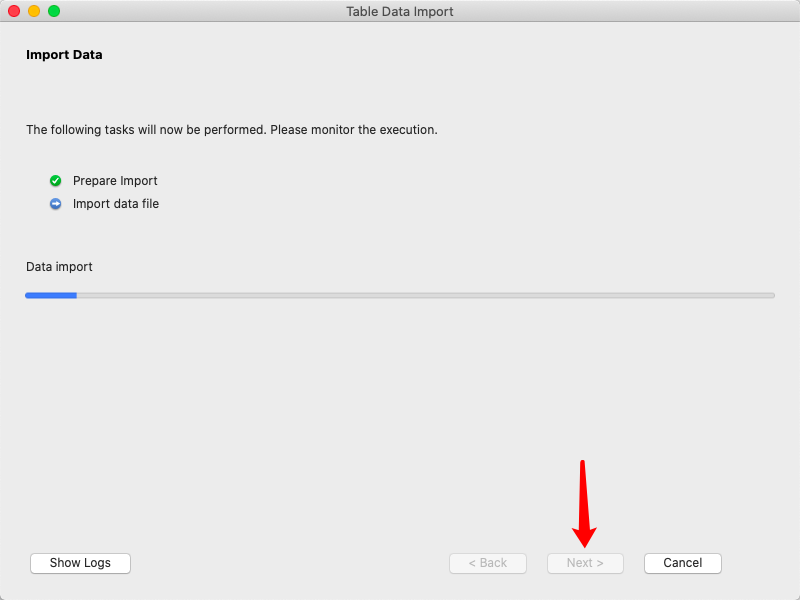 Table Data Import
Import Data
The following tasks will now be performed. Please monitor the execution.
Prepare Import
Import data file
Data import
Show Logs
< Back
Next >
Cancel